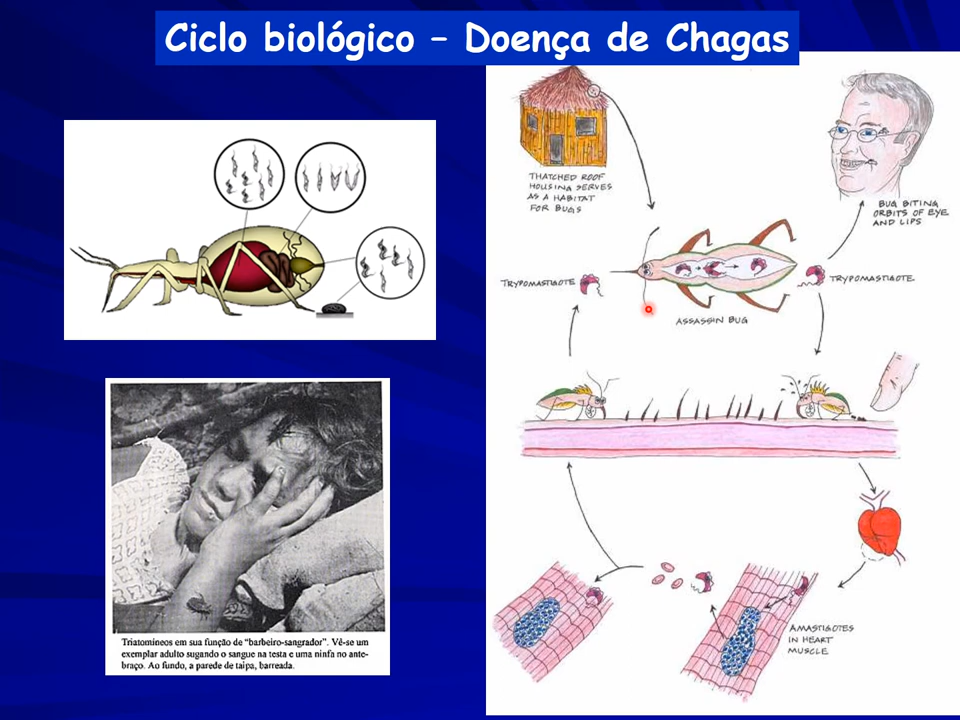 Ciclo biológico – Doença de Chagas
THATCHED ROOF
HOUSING SERVES
AS A HABITAT
FOR BUGS
BUG BITING
ORBITS OF EYE
AND LIPS
TRYPOMASTIGOTE
TRYPOMASTIGOTE
ASSASSIN BUG
AMASTIGOTES
IN HEART
MUSCLE
Triatomíneos em sua função de "barbeiro-sangrador". Vê-se um
exemplar adulto sugando o sangue na testa e uma ninfa no ante-
braço. Ao fundo, a parede de taipa, barreada.